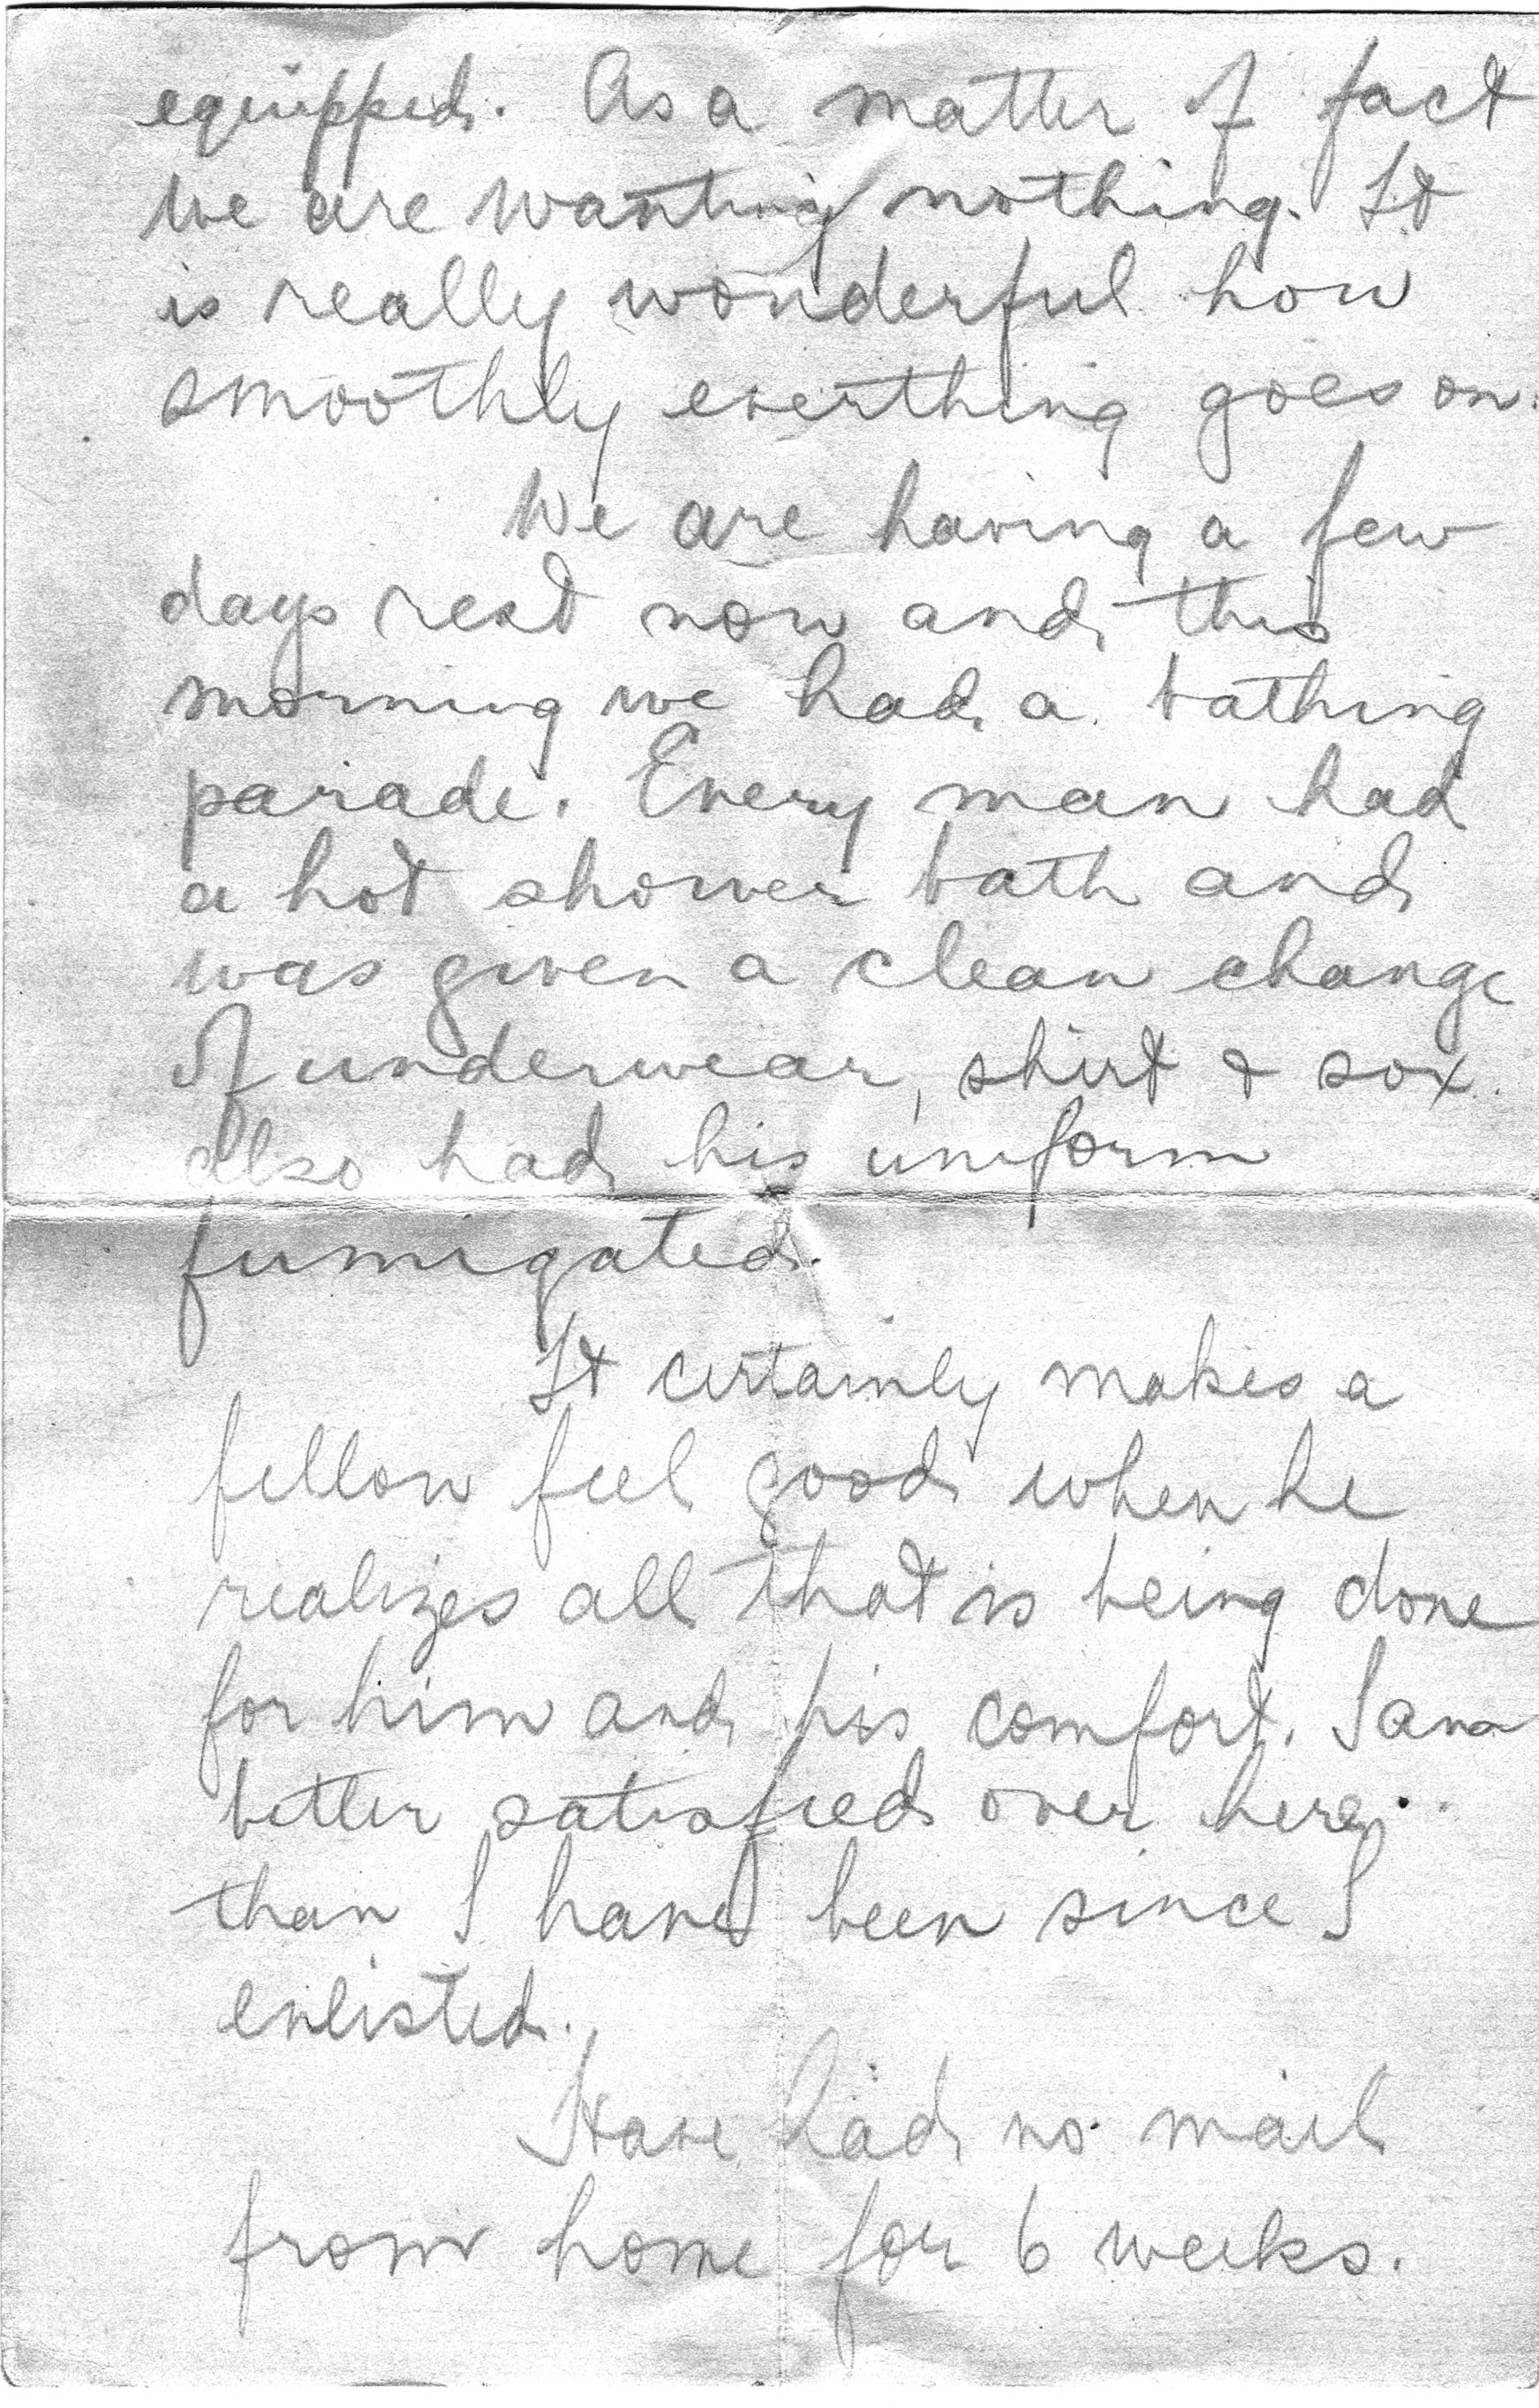 equipped. As a matter of fact
we are wanting nothing. It
is really wonderful how
smoothly everthing goes on.
We are having a few
days rest now and this
morning we had a bathing
parade. Every man had
a hot shower bath and
was given a clean change
of underwear, shirt & sox.
also had his uniform
fumigated.
It certainly makes a
fellow feel good when he
realizes all that is being done
for him and his comfort. I am
better satisfied over here
than I have been since I
enlisted.
Have had no mail
from home for 6 weeks.